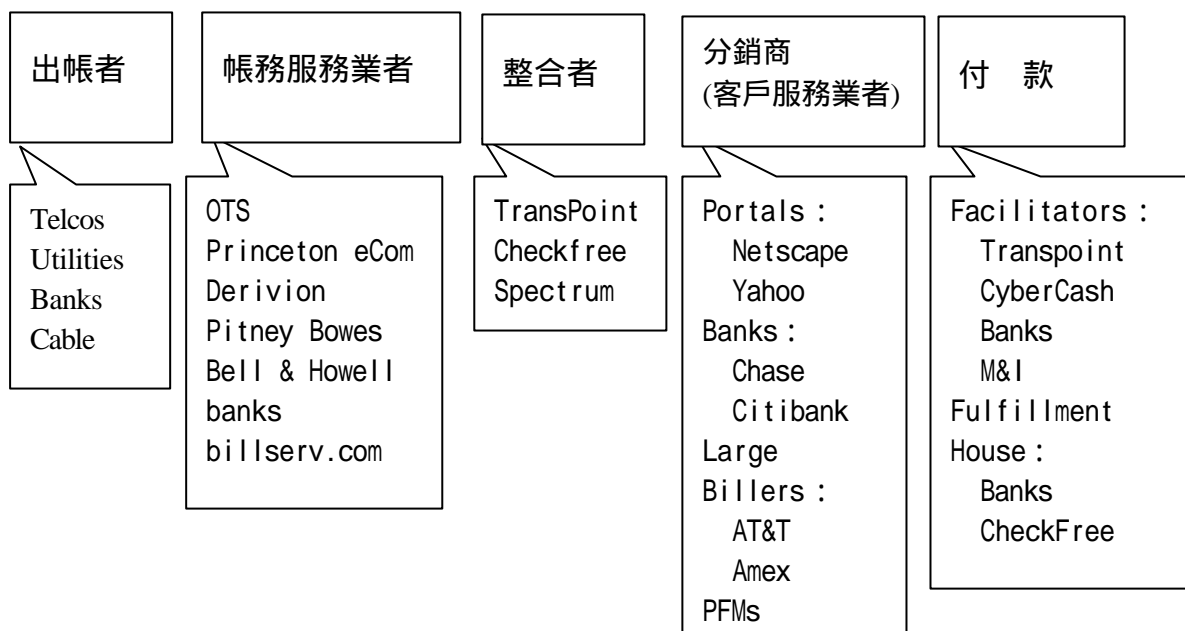 出帳者
帳務服務業者
整合者
分銷商
(客戶服務業者)
付　款
Telcos
Utilities
Banks
Cable
OTS
Princeton eCom
Derivion
Pitney Bowes
Bell & Howell
banks
billserv.com
TransPoint
Checkfree
Spectrum
Portals：
Netscape
Yahoo
Banks：
Chase
Citibank
Large
Billers：
AT&T
Amex
PFMs
Facilitators：
Transpoint
CyberCash
Banks
M&I
Fulfillment
House：
Banks
CheckFree